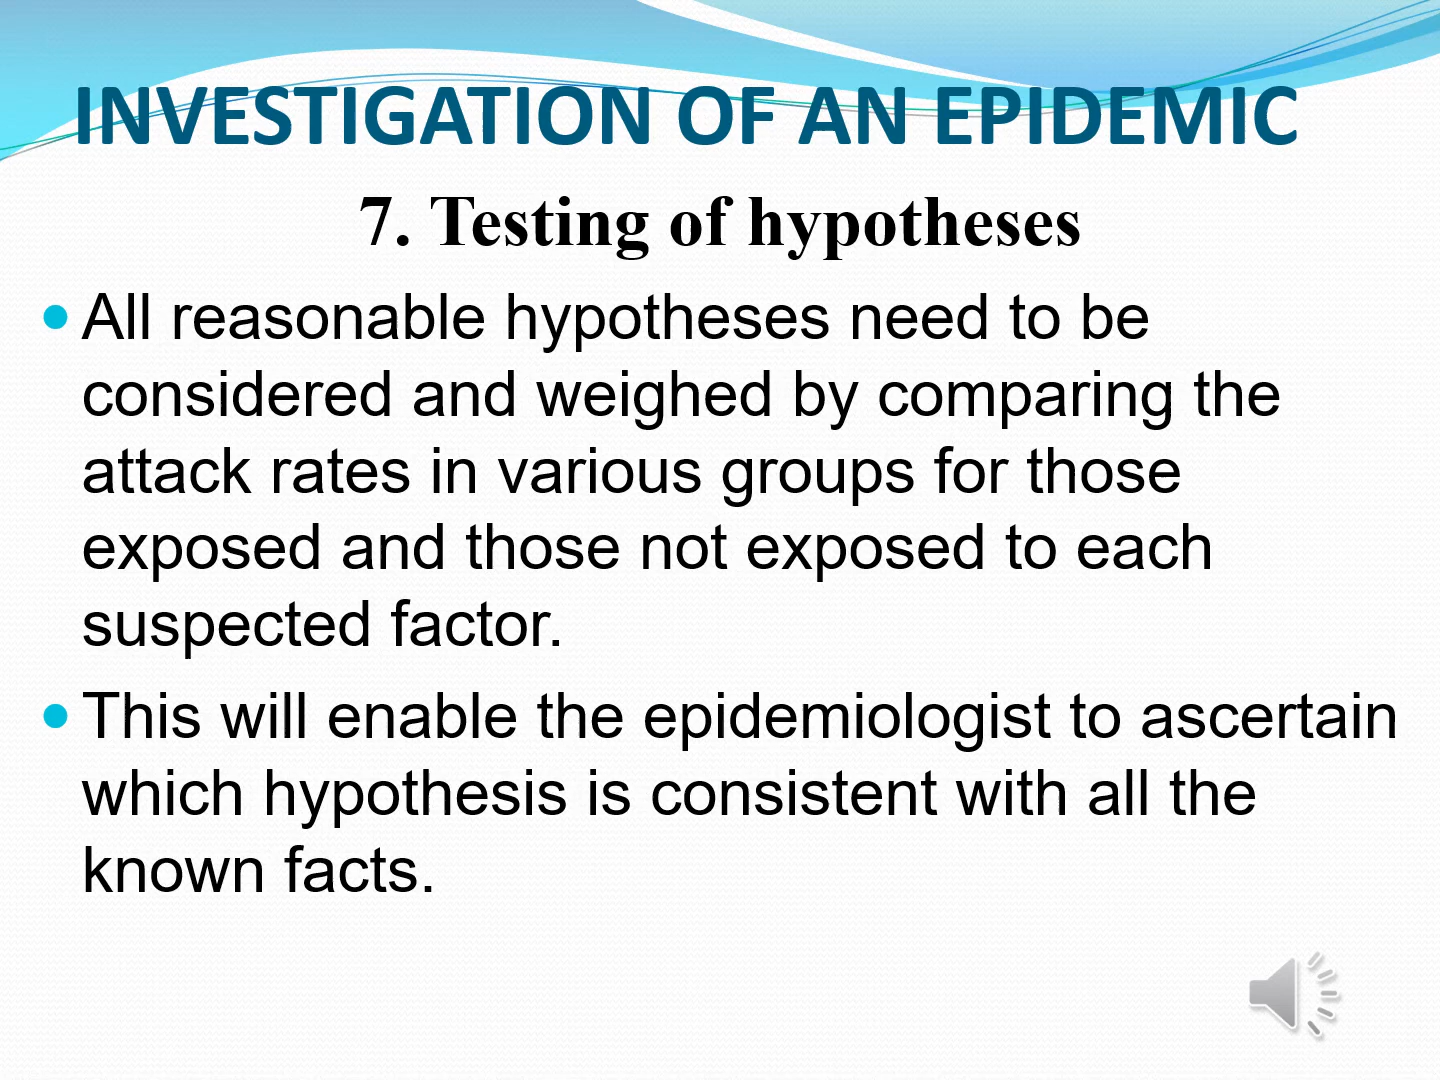 INVESTIGATION OF AN EPIDEMIC
7. Testing of hypotheses
• All reasonable hypotheses need to be
considered and weighed by comparing the
attack rates in various groups for those
exposed and those not exposed to each
suspected factor.
• This will enable the epidemiologist to ascertain
which hypothesis is consistent with all the
known facts.